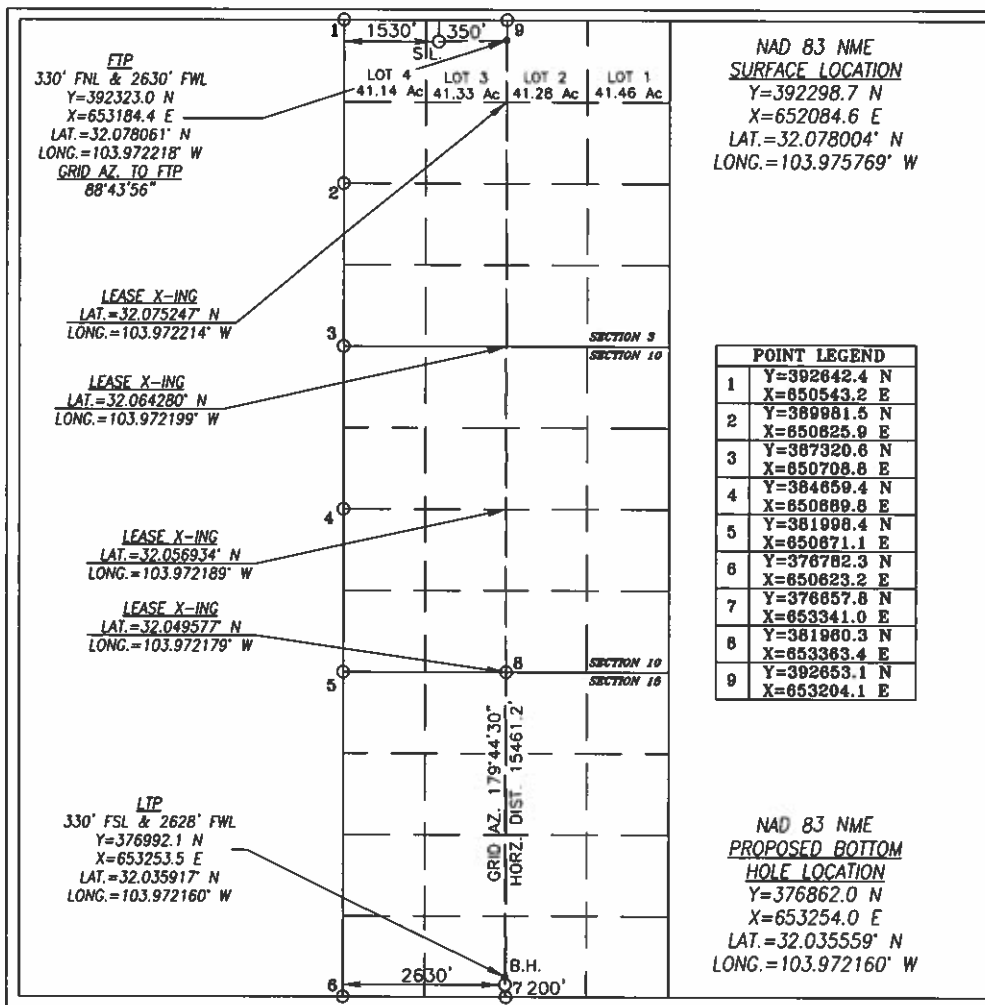 1
1530'
350'
9
S.L.
LOT 4
41.14 Ac
LOT 3
41.33 Ac
LOT 2
41.28 Ac
LOT 1
41.46 Ac
FTP
330' FNL & 2630' FWL
Y=392323.0 N
X=653184.4 E
LAT.=32.078061° N
LONG.=103.972218° W
GRID AZ. TO FTP
88°43'56"
NAD 83 NME
SURFACE LOCATION
Y=392298.7 N
X=652084.6 E
LAT.=32.078004° N
LONG.=103.975769° W
2
LEASE X-ING
LAT.=32.075247° N
LONG.=103.972214° W
3
SECTION 3
SECTION 10
LEASE X-ING
LAT.=32.064280° N
LONG.=103.972199° W
POINT LEGEND
1 Y=392642.4 N
X=650543.2 E
2 Y=389981.5 N
X=650625.9 E
3 Y=387320.6 N
X=650708.8 E
4 Y=384659.4 N
X=650689.8 E
5 Y=381998.4 N
X=650671.1 E
6 Y=376782.3 N
X=650623.2 E
7 Y=376657.8 N
X=653341.0 E
8 Y=381960.3 N
X=653363.4 E
9 Y=392653.1 N
X=653204.1 E
4
LEASE X-ING
LAT.=32.056934° N
LONG.=103.972189° W
LEASE X-ING
LAT.=32.049577° N
LONG.=103.972179° W
5
8
SECTION 10
SECTION 15
GRID AZ. 179°44'30"
HORZ. DIST. 15461.2'
LTP
330' FSL & 2628' FWL
Y=376992.1 N
X=653253.5 E
LAT.=32.035917° N
LONG.=103.972160° W
NAD 83 NME
PROPOSED BOTTOM
HOLE LOCATION
Y=376862.0 N
X=653254.0 E
LAT.=32.035559° N
LONG.=103.972160° W
B.H.
2630'
6
7
200'